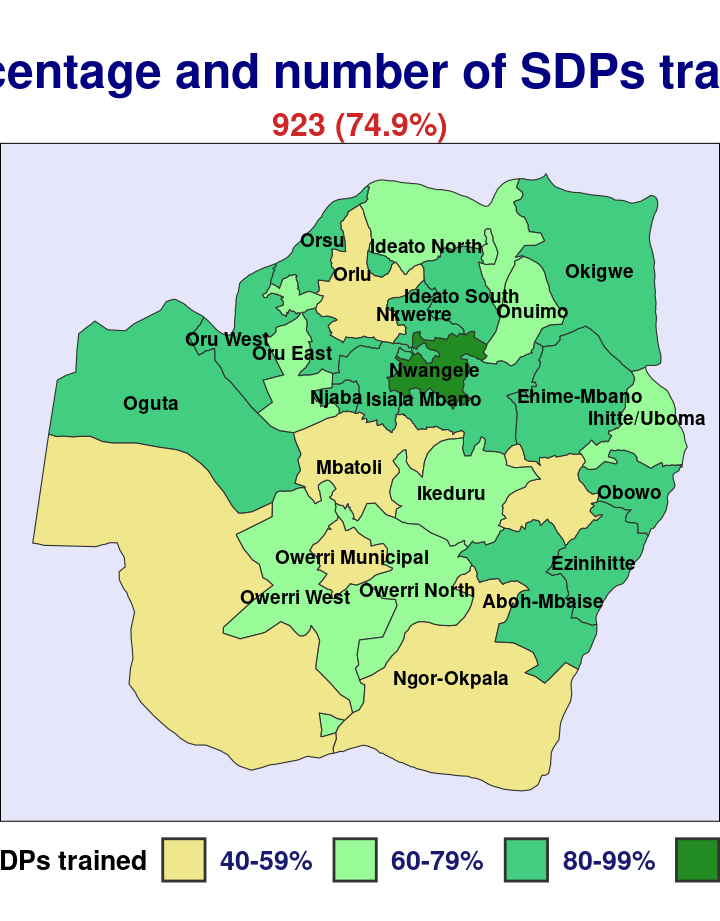 centage and number of SDPs tra
923 (74.9%)
Orsu
Ideato North
Orlu
Okigwe
Ideato South
Nkwerre
Onuimo
Oru West
Oru East
Nwangele
Ehime-Mbano
Njaba
Isiala Mbano
Oguta
Ihitte/Uboma
Mbatoli
Ikeduru
Obowo
Owerri Municipal
Ezinihitte
Owerri West
Owerri North
Aboh-Mbaise
Ngor-Okpala
DPs trained 40-59% 60-79% 80-99%